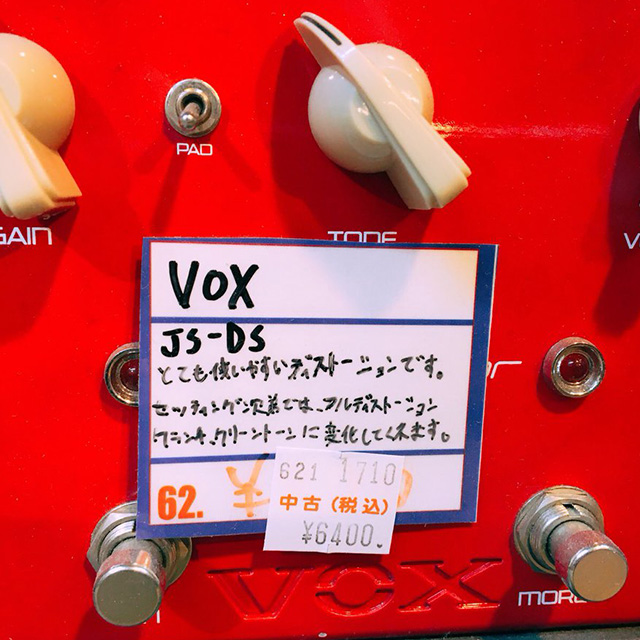 PAD
GAIN
TONE
V
VOX
JS-DS
とても使いやすいディストーションです。
セッティング次第では、フルディストーション
クランチ、クリーントーンに変化してくれます。
62.
¥
621 1710
中古(税込)
¥6400.
VOX
MORE